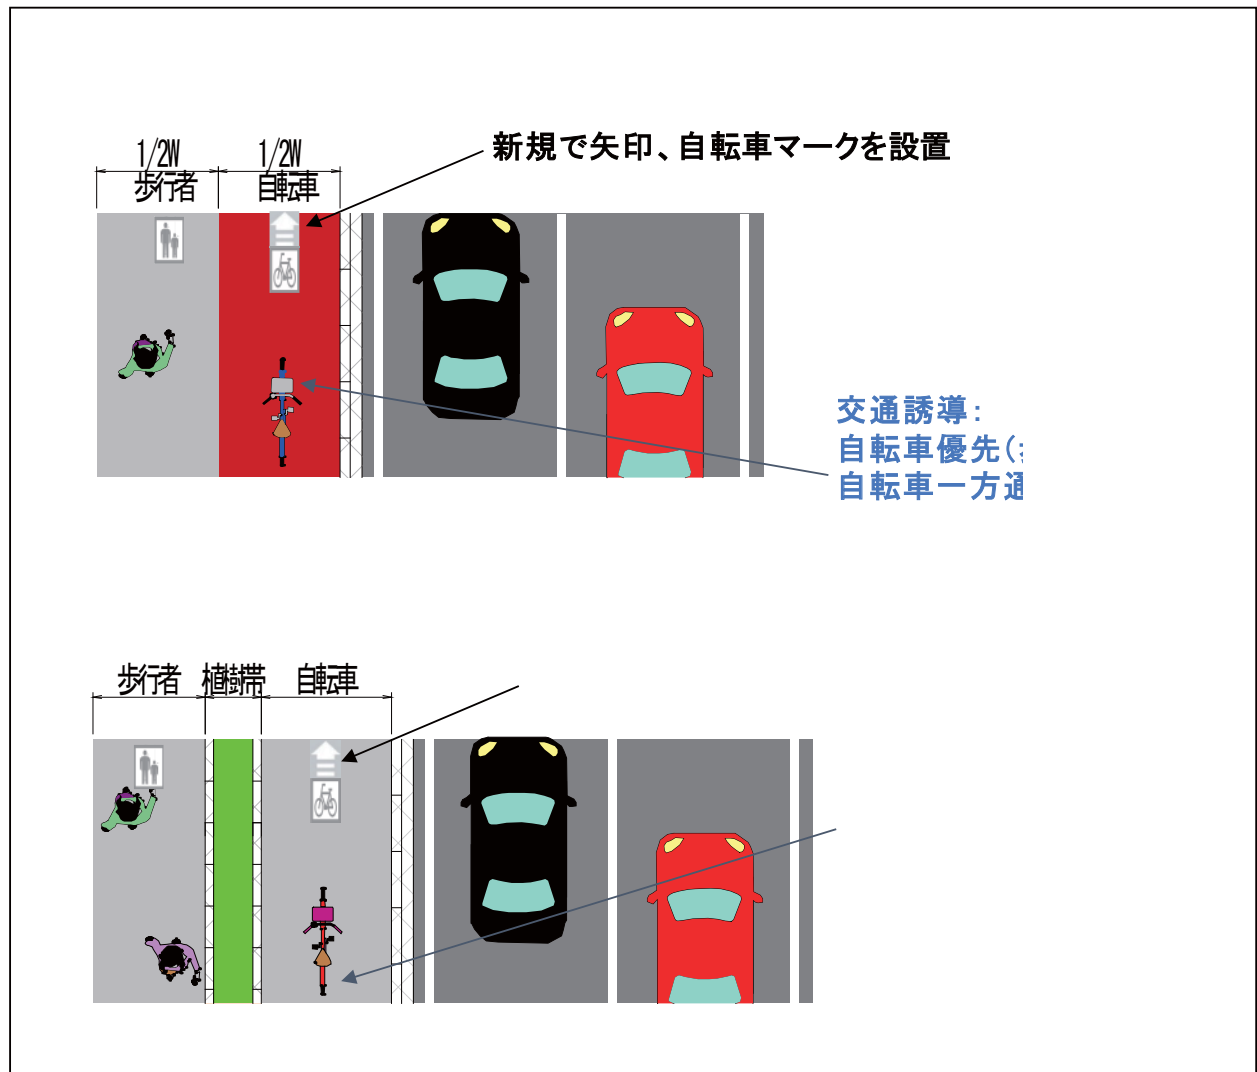 1/2W 1/2W
歩行者 自転車
新規で矢印、自転車マークを設置
交通誘導：
自転車優先(
自転車一方通
歩行者 植樹帯 自転車